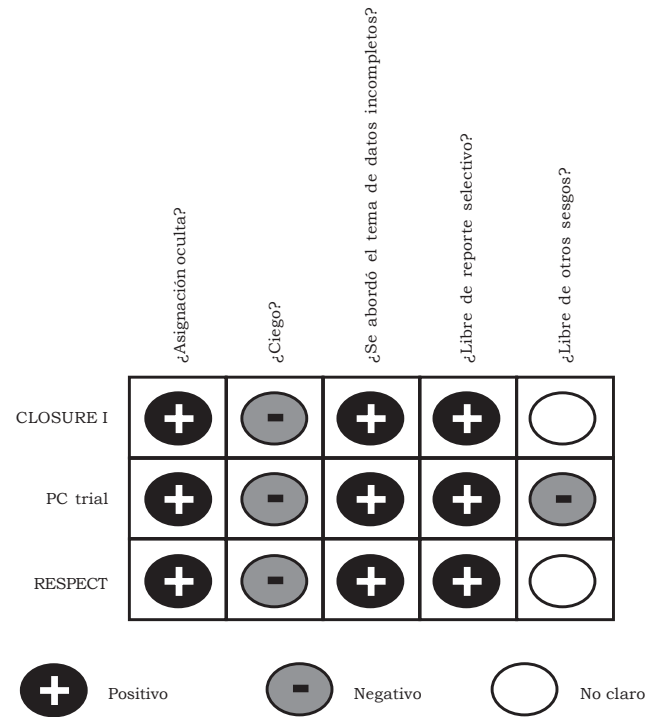 ¿Asignación oculta?
¿Ciego?
¿Se abordó el tema de datos incompletos?
¿Libre de reporte selectivo?
¿Libre de otros sesgos?
CLOSURE I
+ - + +
PC trial
+ - + + -
RESPECT
+ - + +
+ Positivo - Negativo No claro